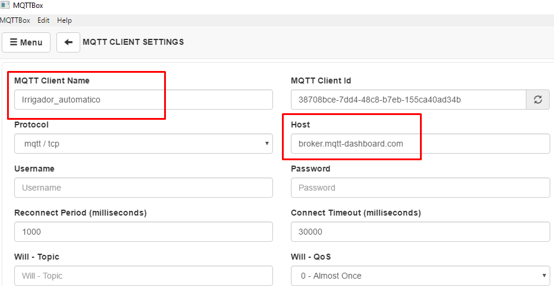 MQTTBox
MQTTBox Edit Help
Menu MQTT CLIENT SETTINGS
MQTT Client Name MQTT Client Id
Irrigador_automatico 38708bce-7dd4-48c8-b7eb-155ca40ad34b
Protocol Host
mqtt / tcp broker.mqtt-dashboard.com
Username Password
Username Password
Reconnect Period (milliseconds) Connect Timeout (milliseconds)
1000 30000
Will - Topic Will - QoS
Will - Topic 0 - Almost Once